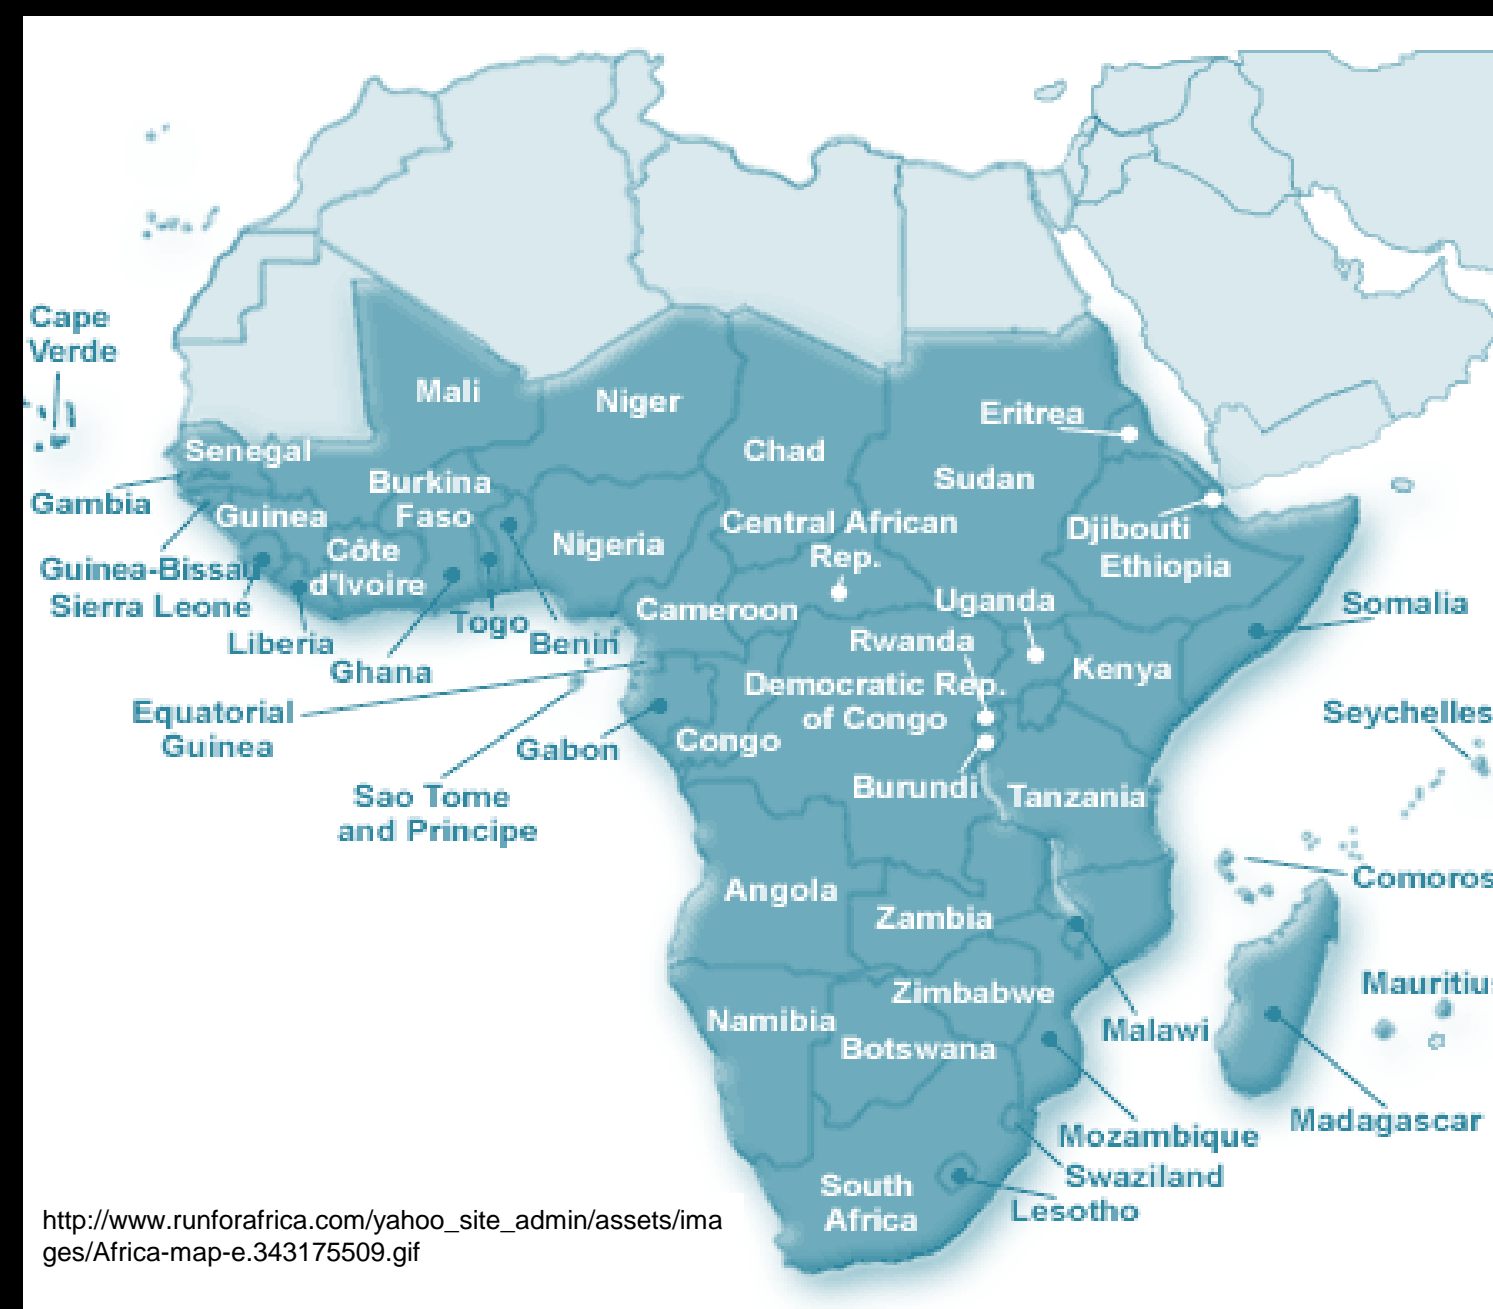 Cape
Verde
Mali
Niger
Eritrea
Chad
Senegal
Sudan
Burkina
Faso
Gambia
Guinea
Central African
Rep.
Djibouti
Côte
d'Ivoire
Nigeria
Guinea-Bissau
Ethiopia
Sierra Leone
Cameroon
Uganda
Somalia
Togo
Benin
Liberia
Rwanda
Ghana
Kenya
Democratic Rep.
of Congo
Equatorial
Guinea
Seychelles
Gabon
Congo
Burundi
Tanzania
Sao Tome
and Principe
Angola
Comoros
Zambia
Mauritius
Zimbabwe
Namibia
Malawi
Botswana
Madagascar
Mozambique
Swaziland
South
Africa
Lesotho
http://www.runforafrica.com/yahoo_site_admin/assets/ima
ges/Africa-map-e.343175509.gif